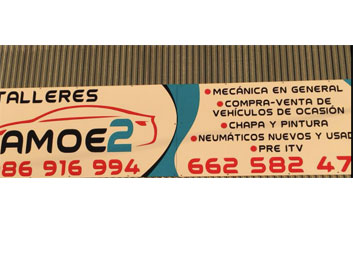 TALLERES
AMOE2
86 916 994
MECÁNICA EN GENERAL
COMPRA-VENTA DE
VEHÍCULOS DE OCASIÓN
CHAPA Y PINTURA
NEUMÁTICOS NUEVOS Y USAD
PRE ITV
662 582 47